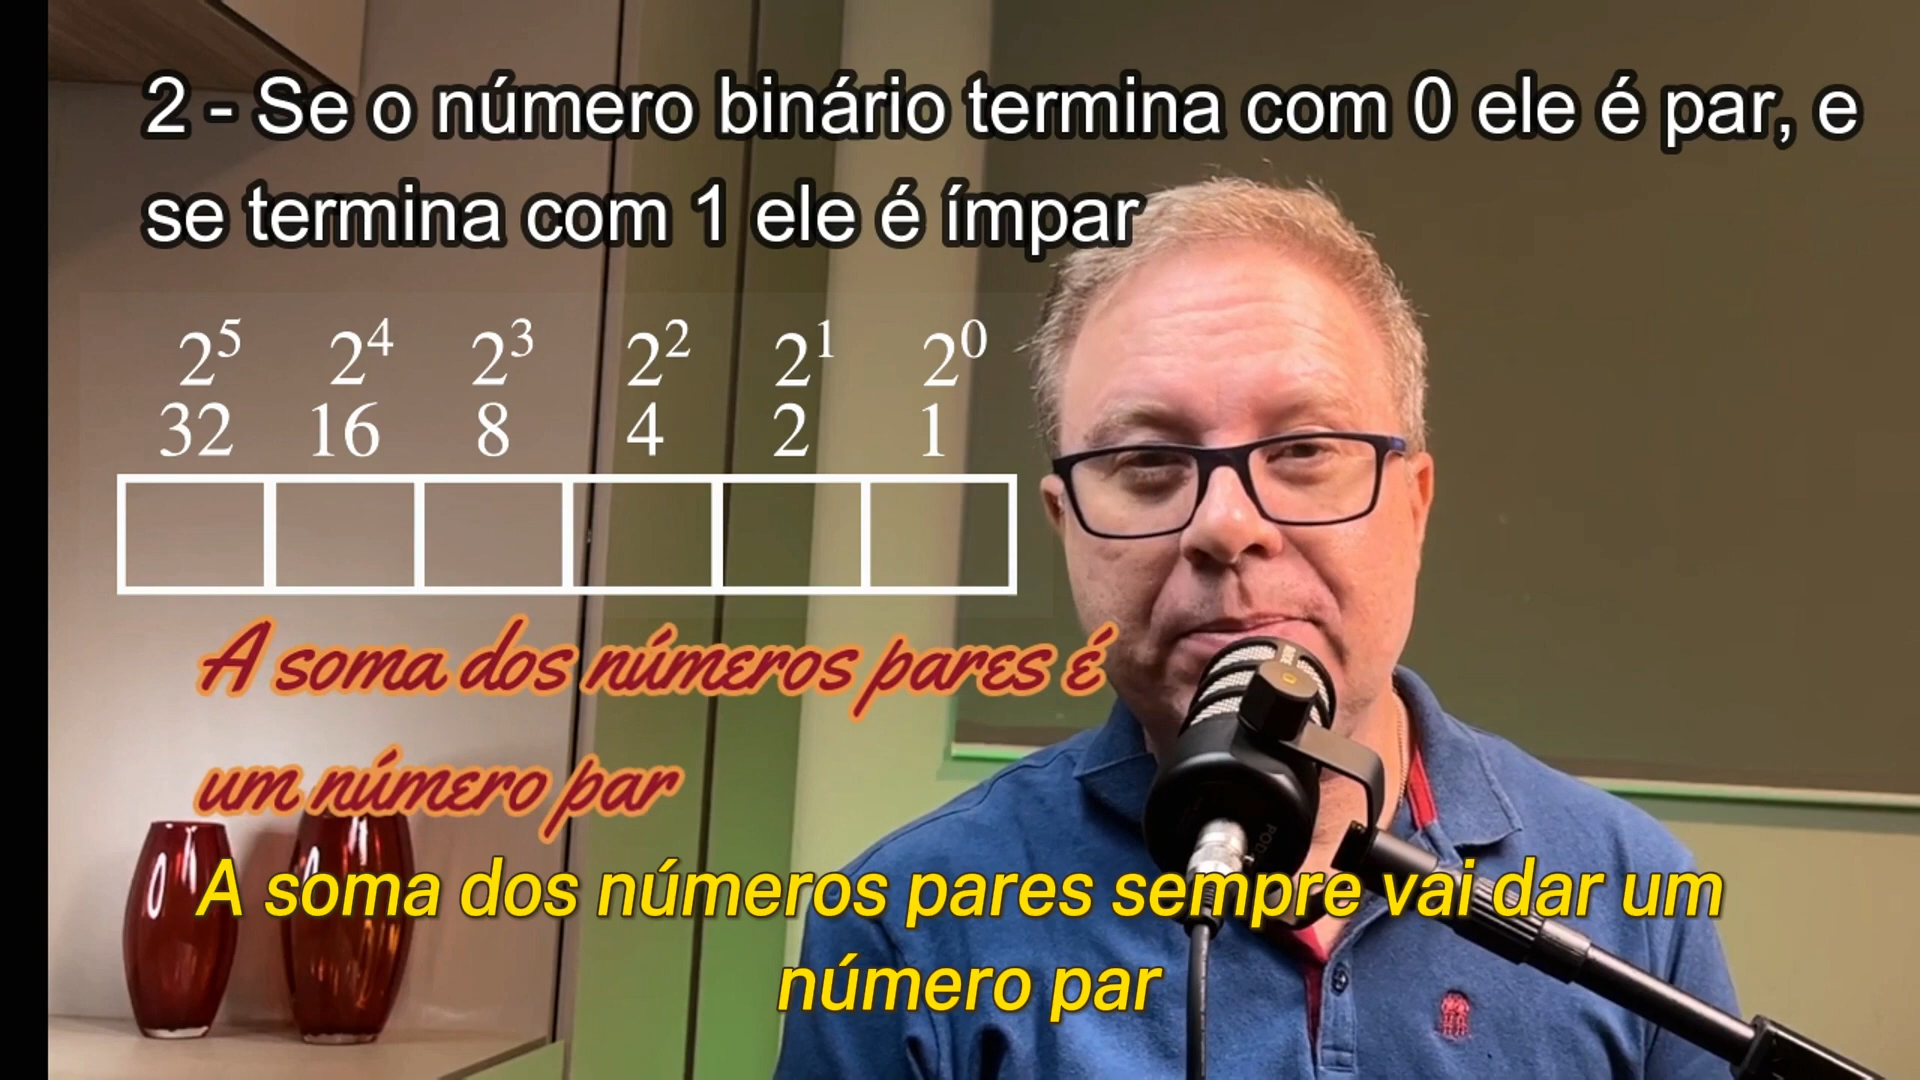 2 - Se o número binário termina com 0 ele é par, e
se termina com 1 ele é ímpar
2⁵ 2⁴ 2³ 2² 2¹ 2⁰
32 16 8 4 2 1
A soma dos números pares é
um número par
A soma dos números pares sempre vai dar um
número par